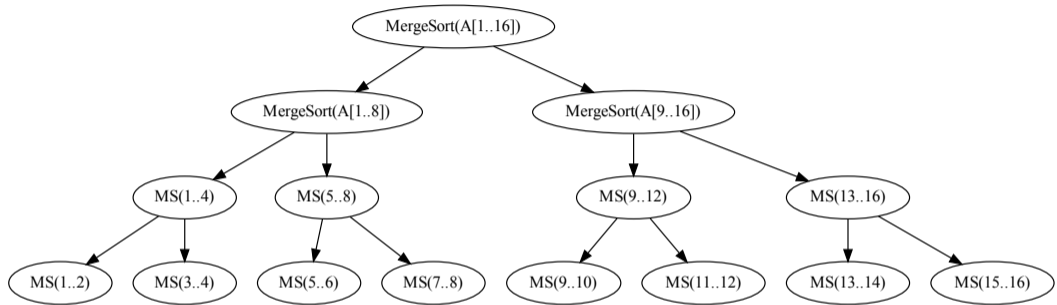 MergeSort(A[1..16])
MergeSort(A[1..8])
MergeSort(A[9..16])
MS(1..4)
MS(5..8)
MS(9..12)
MS(13..16)
MS(1..2)
MS(3..4)
MS(5..6)
MS(7..8)
MS(9..10)
MS(11..12)
MS(13..14)
MS(15..16)